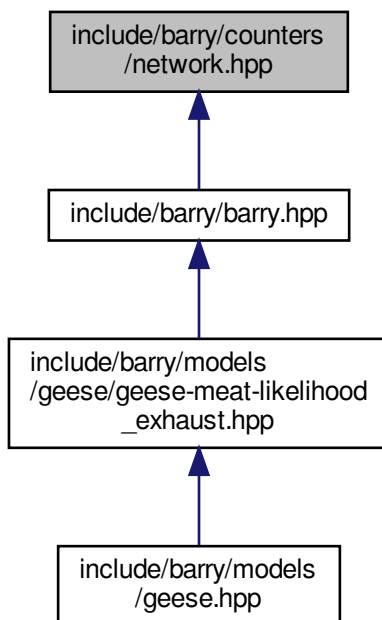 include/barry/counters
/network.hpp
include/barry/barry.hpp
include/barry/models
/geese/geese-meat-likelihood
_exhaust.hpp
include/barry/models
/geese.hpp